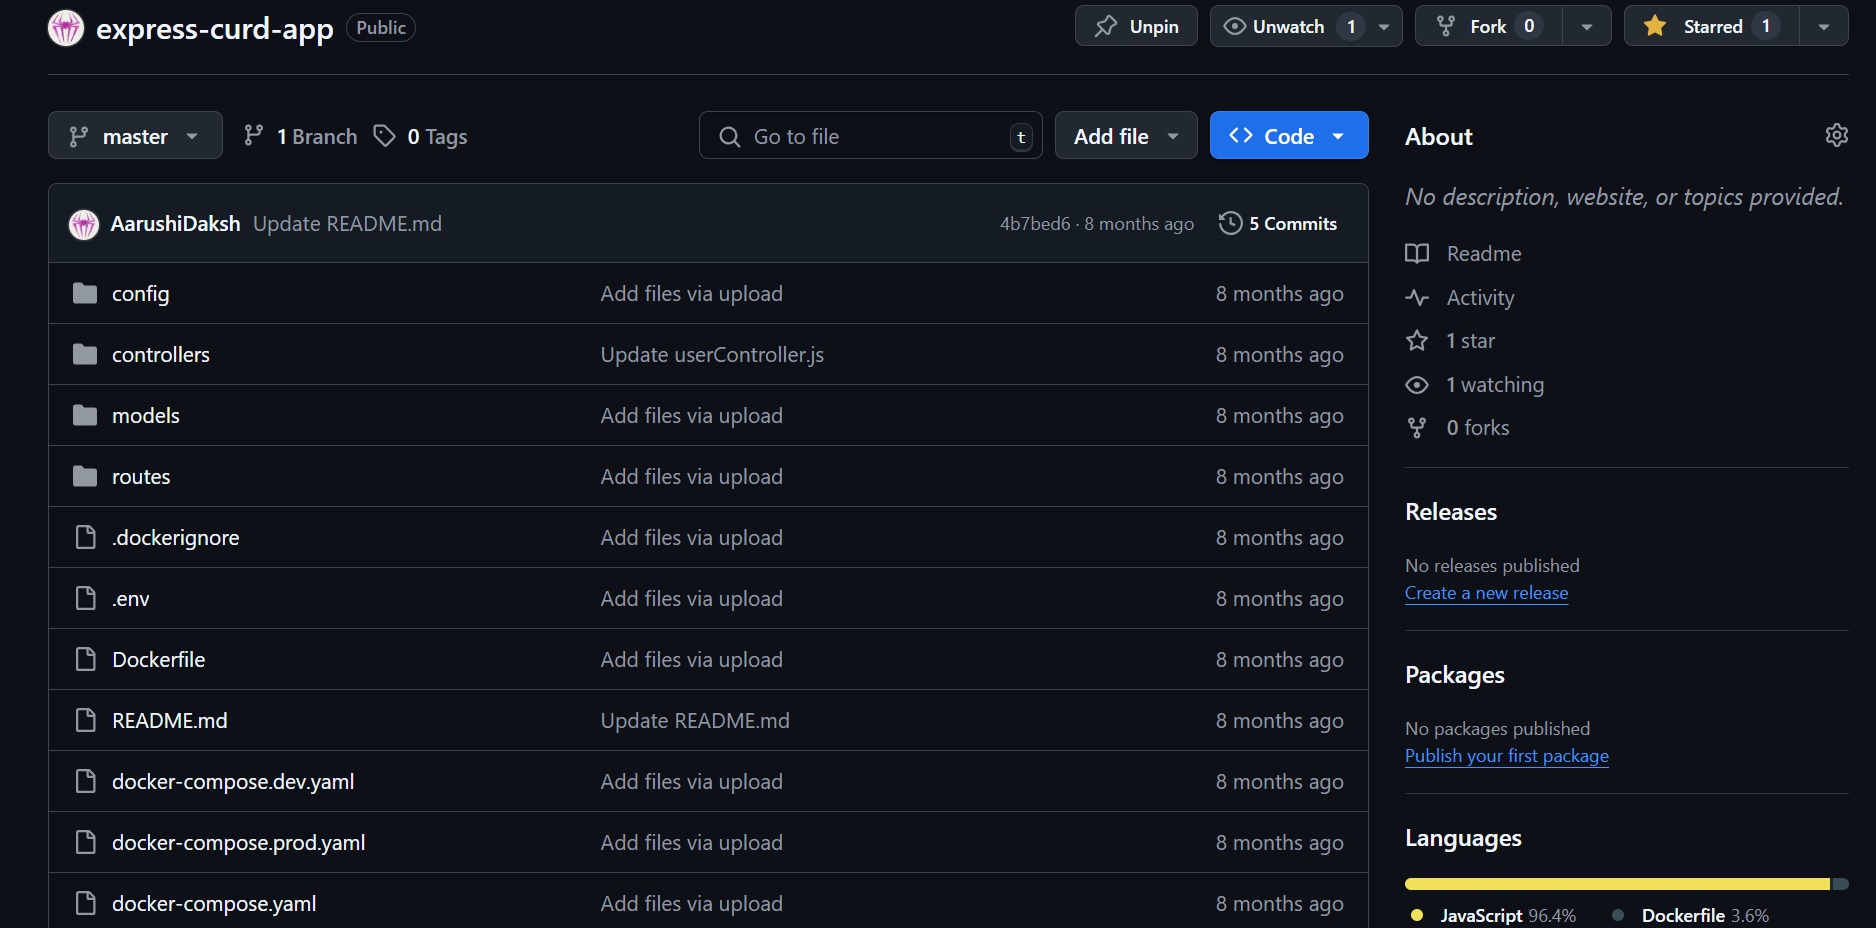 express-curd-app Public Unpin Unwatch 1 Fork 0 Starred 1
master 1 Branch 0 Tags Go to file t Add file Code
AarushiDaksh Update README.md 4b7bed6 · 8 months ago 5 Commits
config Add files via upload 8 months ago
controllers Update userController.js 8 months ago
models Add files via upload 8 months ago
routes Add files via upload 8 months ago
.dockerignore Add files via upload 8 months ago
.env Add files via upload 8 months ago
Dockerfile Add files via upload 8 months ago
README.md Update README.md 8 months ago
docker-compose.dev.yaml Add files via upload 8 months ago
docker-compose.prod.yaml Add files via upload 8 months ago
docker-compose.yaml Add files via upload 8 months ago
About
No description, website, or topics provided.
Readme
Activity
1 star
1 watching
0 forks
Releases
No releases published
Create a new release
Packages
No packages published
Publish your first package
Languages
JavaScript 96.4% Dockerfile 3.6%